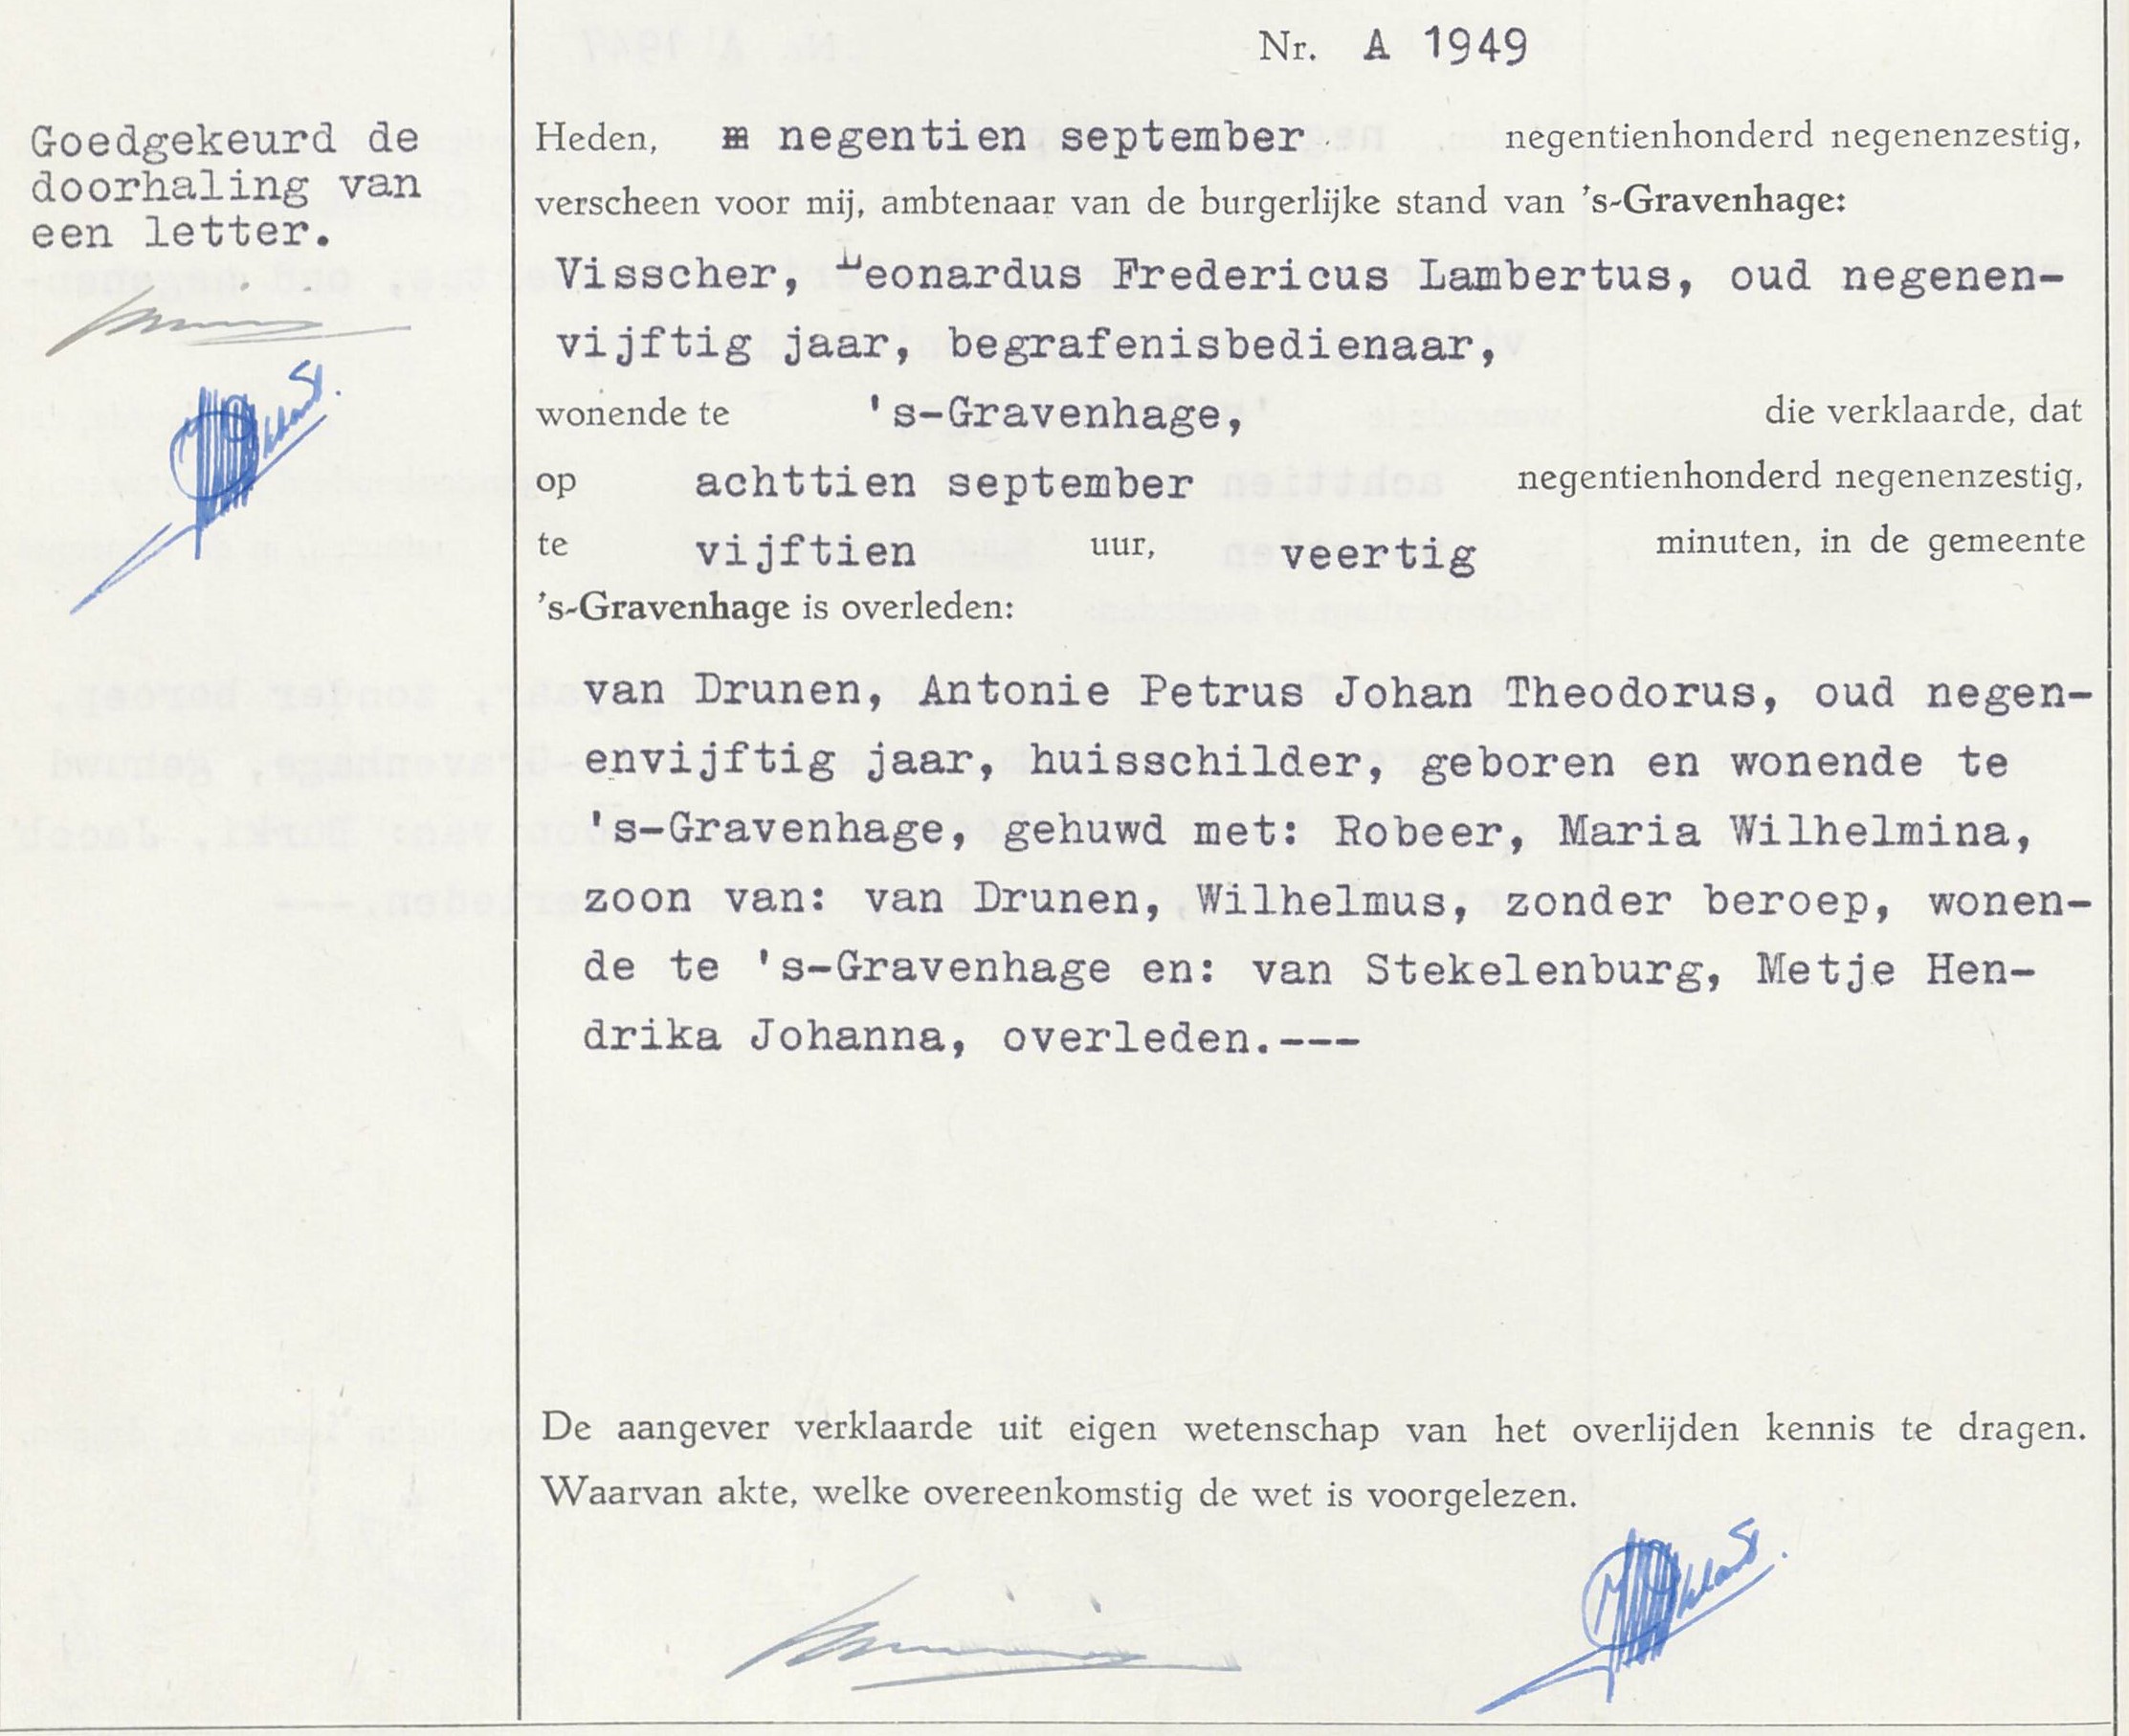 Nr. A 1949
Goedgekeurd de
doorhaling van
een letter.
Heden, negentien september negentienhonderd negenenzestig,
verscheen voor mij, ambtenaar van de burgerlijke stand van 's-Gravenhage:
Visscher, Leonardus Fredericus Lambertus, oud negenen-
vijftig jaar, begrafenisbedienaar,
wonende te 's-Gravenhage, die verklaarde, dat
op achttien september negentienhonderd negenenzestig,
te vijftien uur, veertig minuten, in de gemeente
's-Gravenhage is overleden:
van Drunen, Antonie Petrus Johan Theodorus, oud negen-
envijftig jaar, huisschilder, geboren en wonende te
's-Gravenhage, gehuwd met: Robeer, Maria Wilhelmina,
zoon van: van Drunen, Wilhelmus, zonder beroep, wonen-
de te 's-Gravenhage en: van Stekelenburg, Metje Hen-
drika Johanna, overleden.---
De aangever verklaarde uit eigen wetenschap van het overlijden kennis te dragen.
Waarvan akte, welke overeenkomstig de wet is voorgelezen.